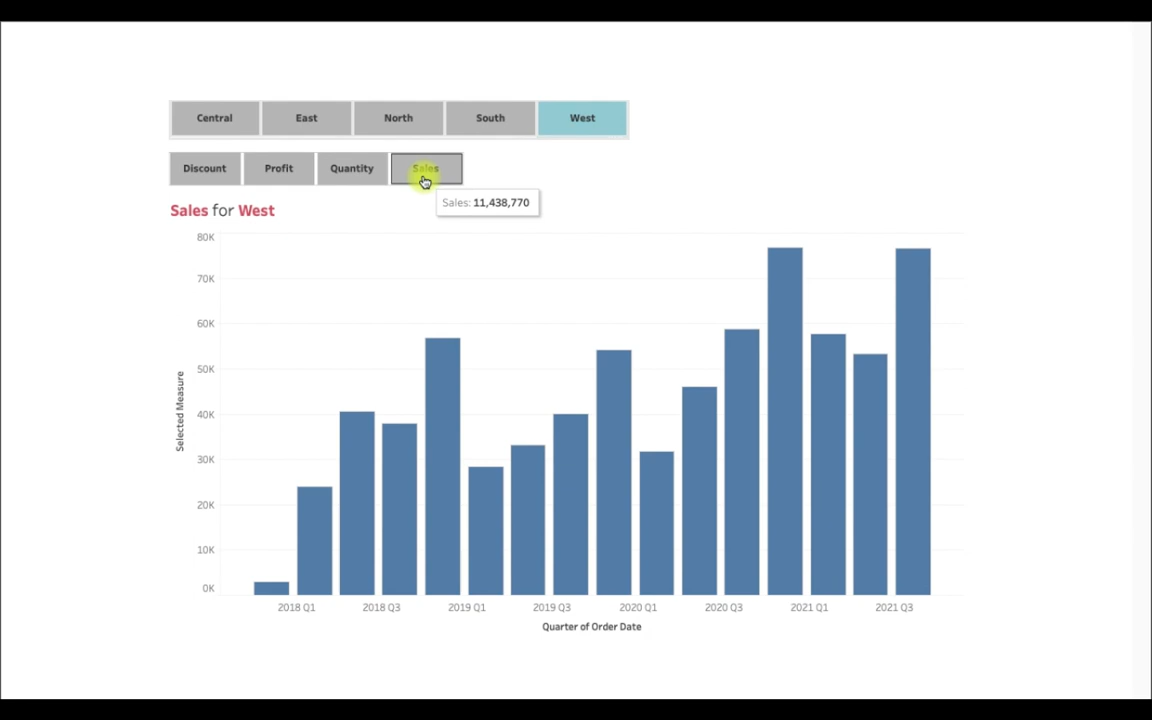 Central East North South West
Discount Profit Quantity Sales
Sales: 11,438,770
Sales for West
80K
70K
60K
50K
40K
30K
20K
10K
0K
Selected Measure
2018 Q1 2018 Q3 2019 Q1 2019 Q3 2020 Q1 2020 Q3 2021 Q1 2021 Q3
Quarter of Order Date